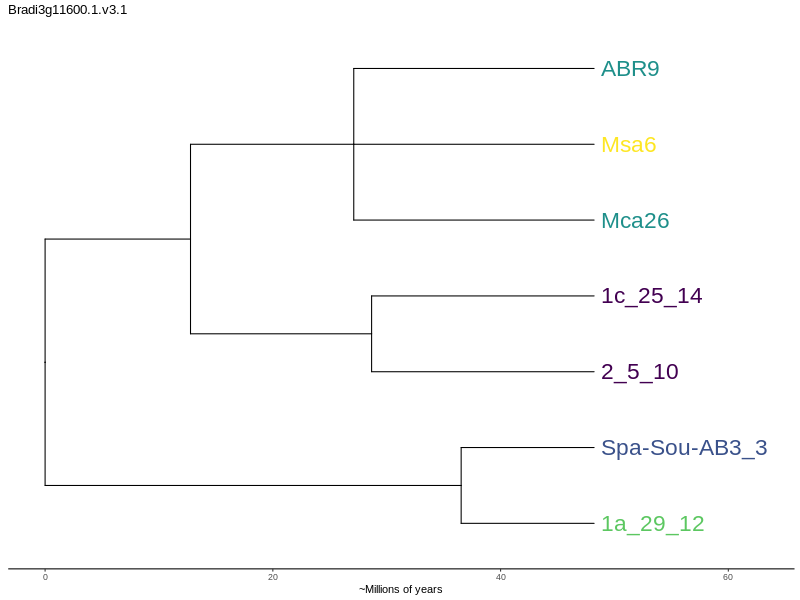 Bradi3g11600.1.v3.1
ABR9
Msa6
Mca26
1c_25_14
2_5_10
Spa-Sou-AB3_3
1a_29_12
0 20 40 60
~Millions of years